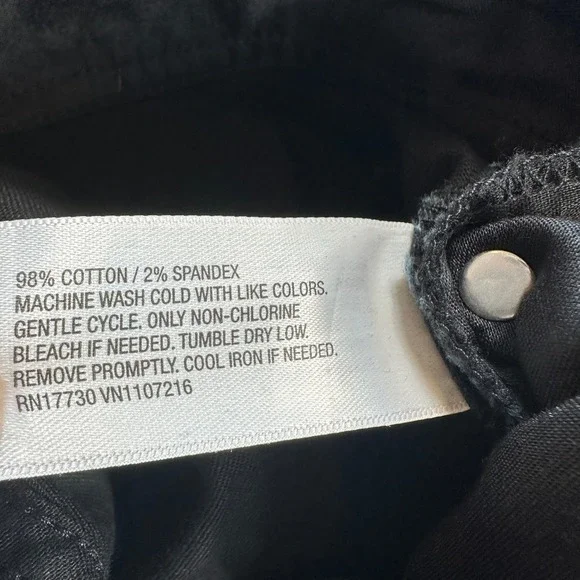 98% COTTON / 2% SPANDEX
MACHINE WASH COLD WITH LIKE COLORS.
GENTLE CYCLE. ONLY NON-CHLORINE
BLEACH IF NEEDED. TUMBLE DRY LOW.
REMOVE PROMPTLY. COOL IRON IF NEEDED.
RN17730 VN1107216